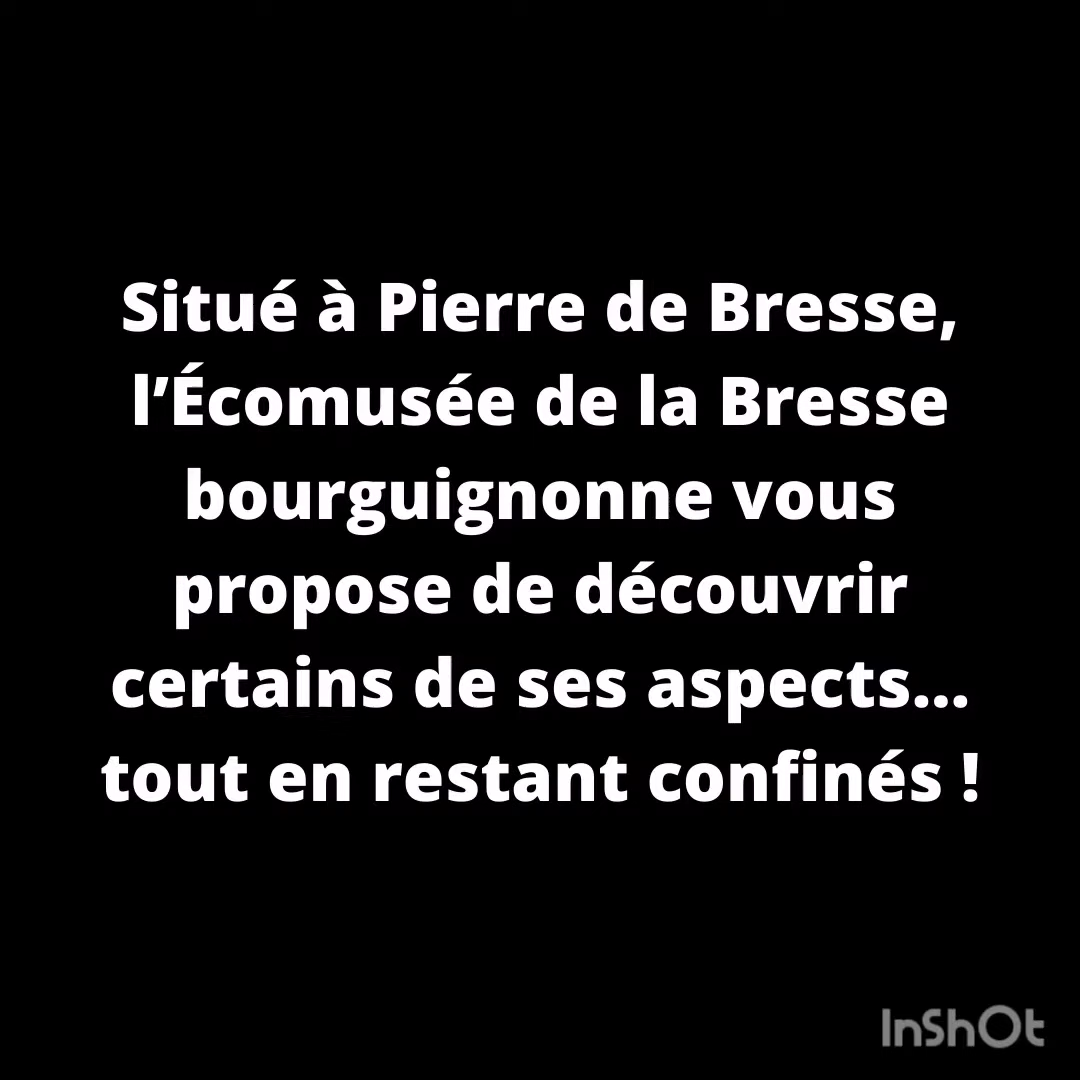 Situé à Pierre de Bresse,
l’Écomusée de la Bresse
bourguignonne vous
propose de découvrir
certains de ses aspects...
tout en restant confinés !
InShOt